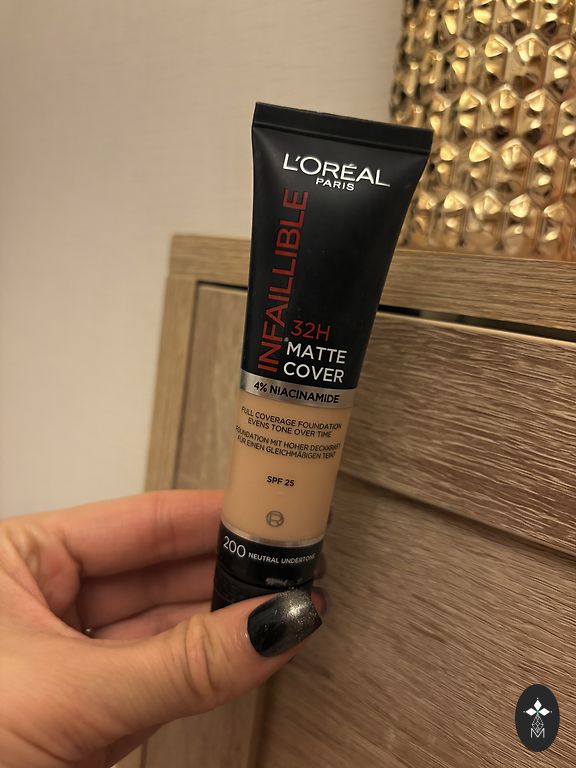 L'ORÉAL
PARIS
INFAILLIBLE
32H
MATTE
COVER
4% NIACINAMIDE
FULL COVERAGE FOUNDATION
EVENS TONE OVER TIME
FOUNDATION MIT HOHER DECKKRAFT
FÜR EINEN GLEICHMÄßIGEN TEINT
SPF 25
200 NEUTRAL UNDERTONE